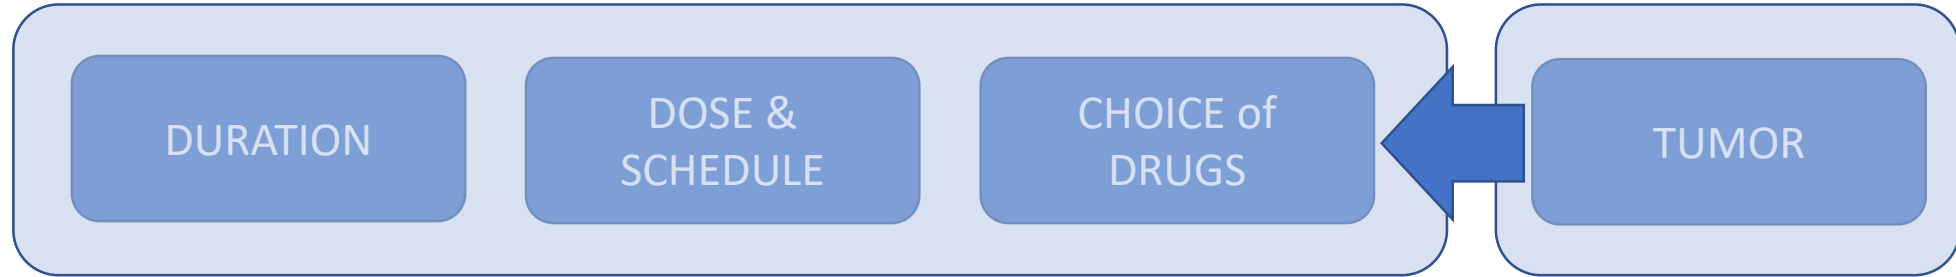 DURATION
DOSE &
SCHEDULE
CHOICE of
DRUGS
TUMOR